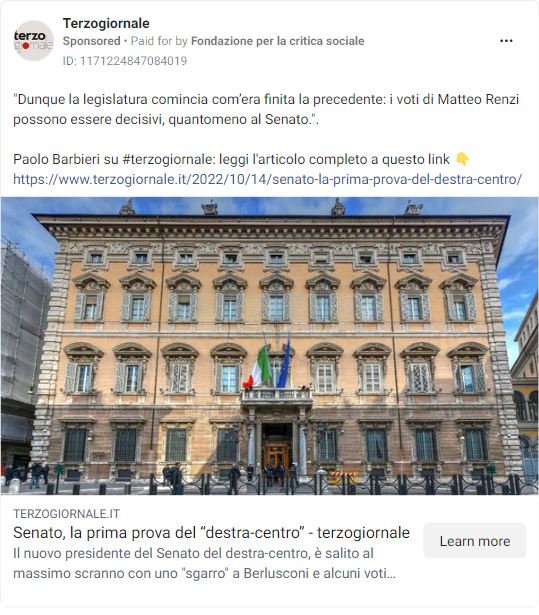 terzo
giornale
Terzogiornale
Sponsored • Paid for by Fondazione per la critica sociale
ID: 1171224847084019
"Dunque la legislatura comincia com'era finita la precedente: i voti di Matteo Renzi
possono essere decisivi, quantomeno al Senato.".
Paolo Barbieri su #terzogiornale: leggi l'articolo completo a questo link 👇
https://www.terzogiornale.it/2022/10/14/senato-la-prima-prova-del-destra-centro/
TERZOGIORNALE.IT
Senato, la prima prova del “destra-centro” - terzogiornale
Il nuovo presidente del Senato del destra-centro, è salito al
massimo scranno con uno "sgarro" a Berlusconi e alcuni voti...
Learn more